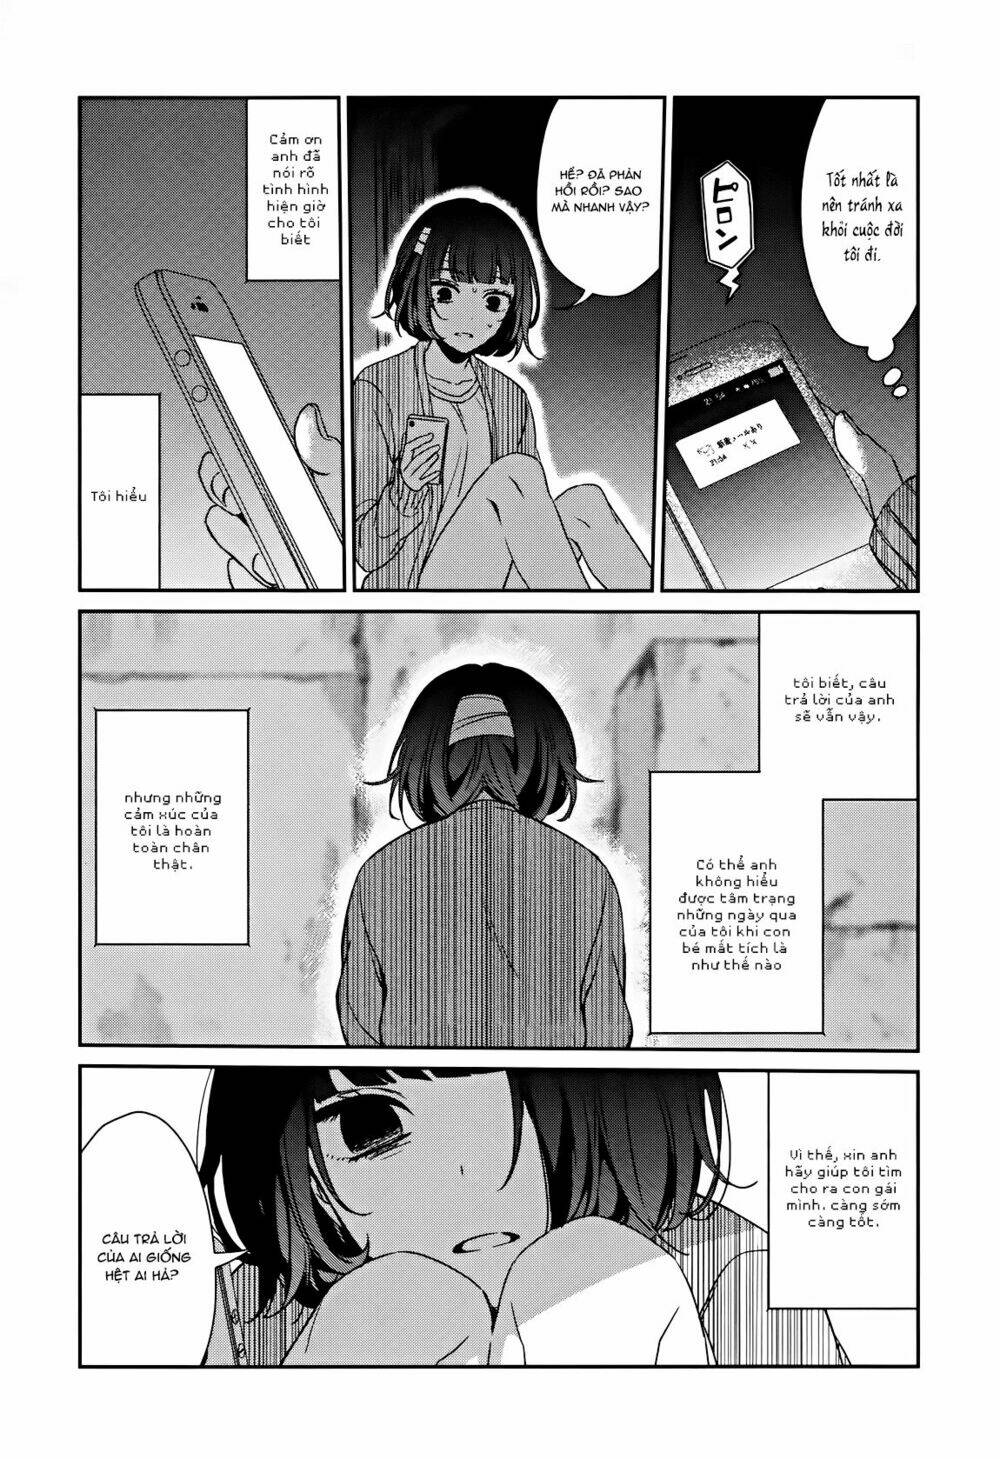 Tốt nhất là
nên tránh xa
khỏi cuộc đời
tôi đi.
ピロン
21:54
21:54
HỂ? ĐÃ PHẢN
HỒI RỒI? SAO
MÀ NHANH VẬY?
Cảm ơn
anh đã
nói rõ
tình hình
hiện giờ
cho tôi
biết
Tôi hiểu
tôi biết, câu
trả lời của anh
sẽ vẫn vậy.
Có thể anh
không hiểu
được tâm trạng
những ngày qua
của tôi khi con
bé mất tích là
như thế nào
nhưng những
cảm xúc của
tôi là hoàn
toàn chân
thật.
Vì thế, xin anh
hãy giúp tôi tìm
cho ra con gái
mình. càng sớm
càng tốt.
CÂU TRẢ LỜI
CỦA AI GIỐNG
HỆT AI HẢ?